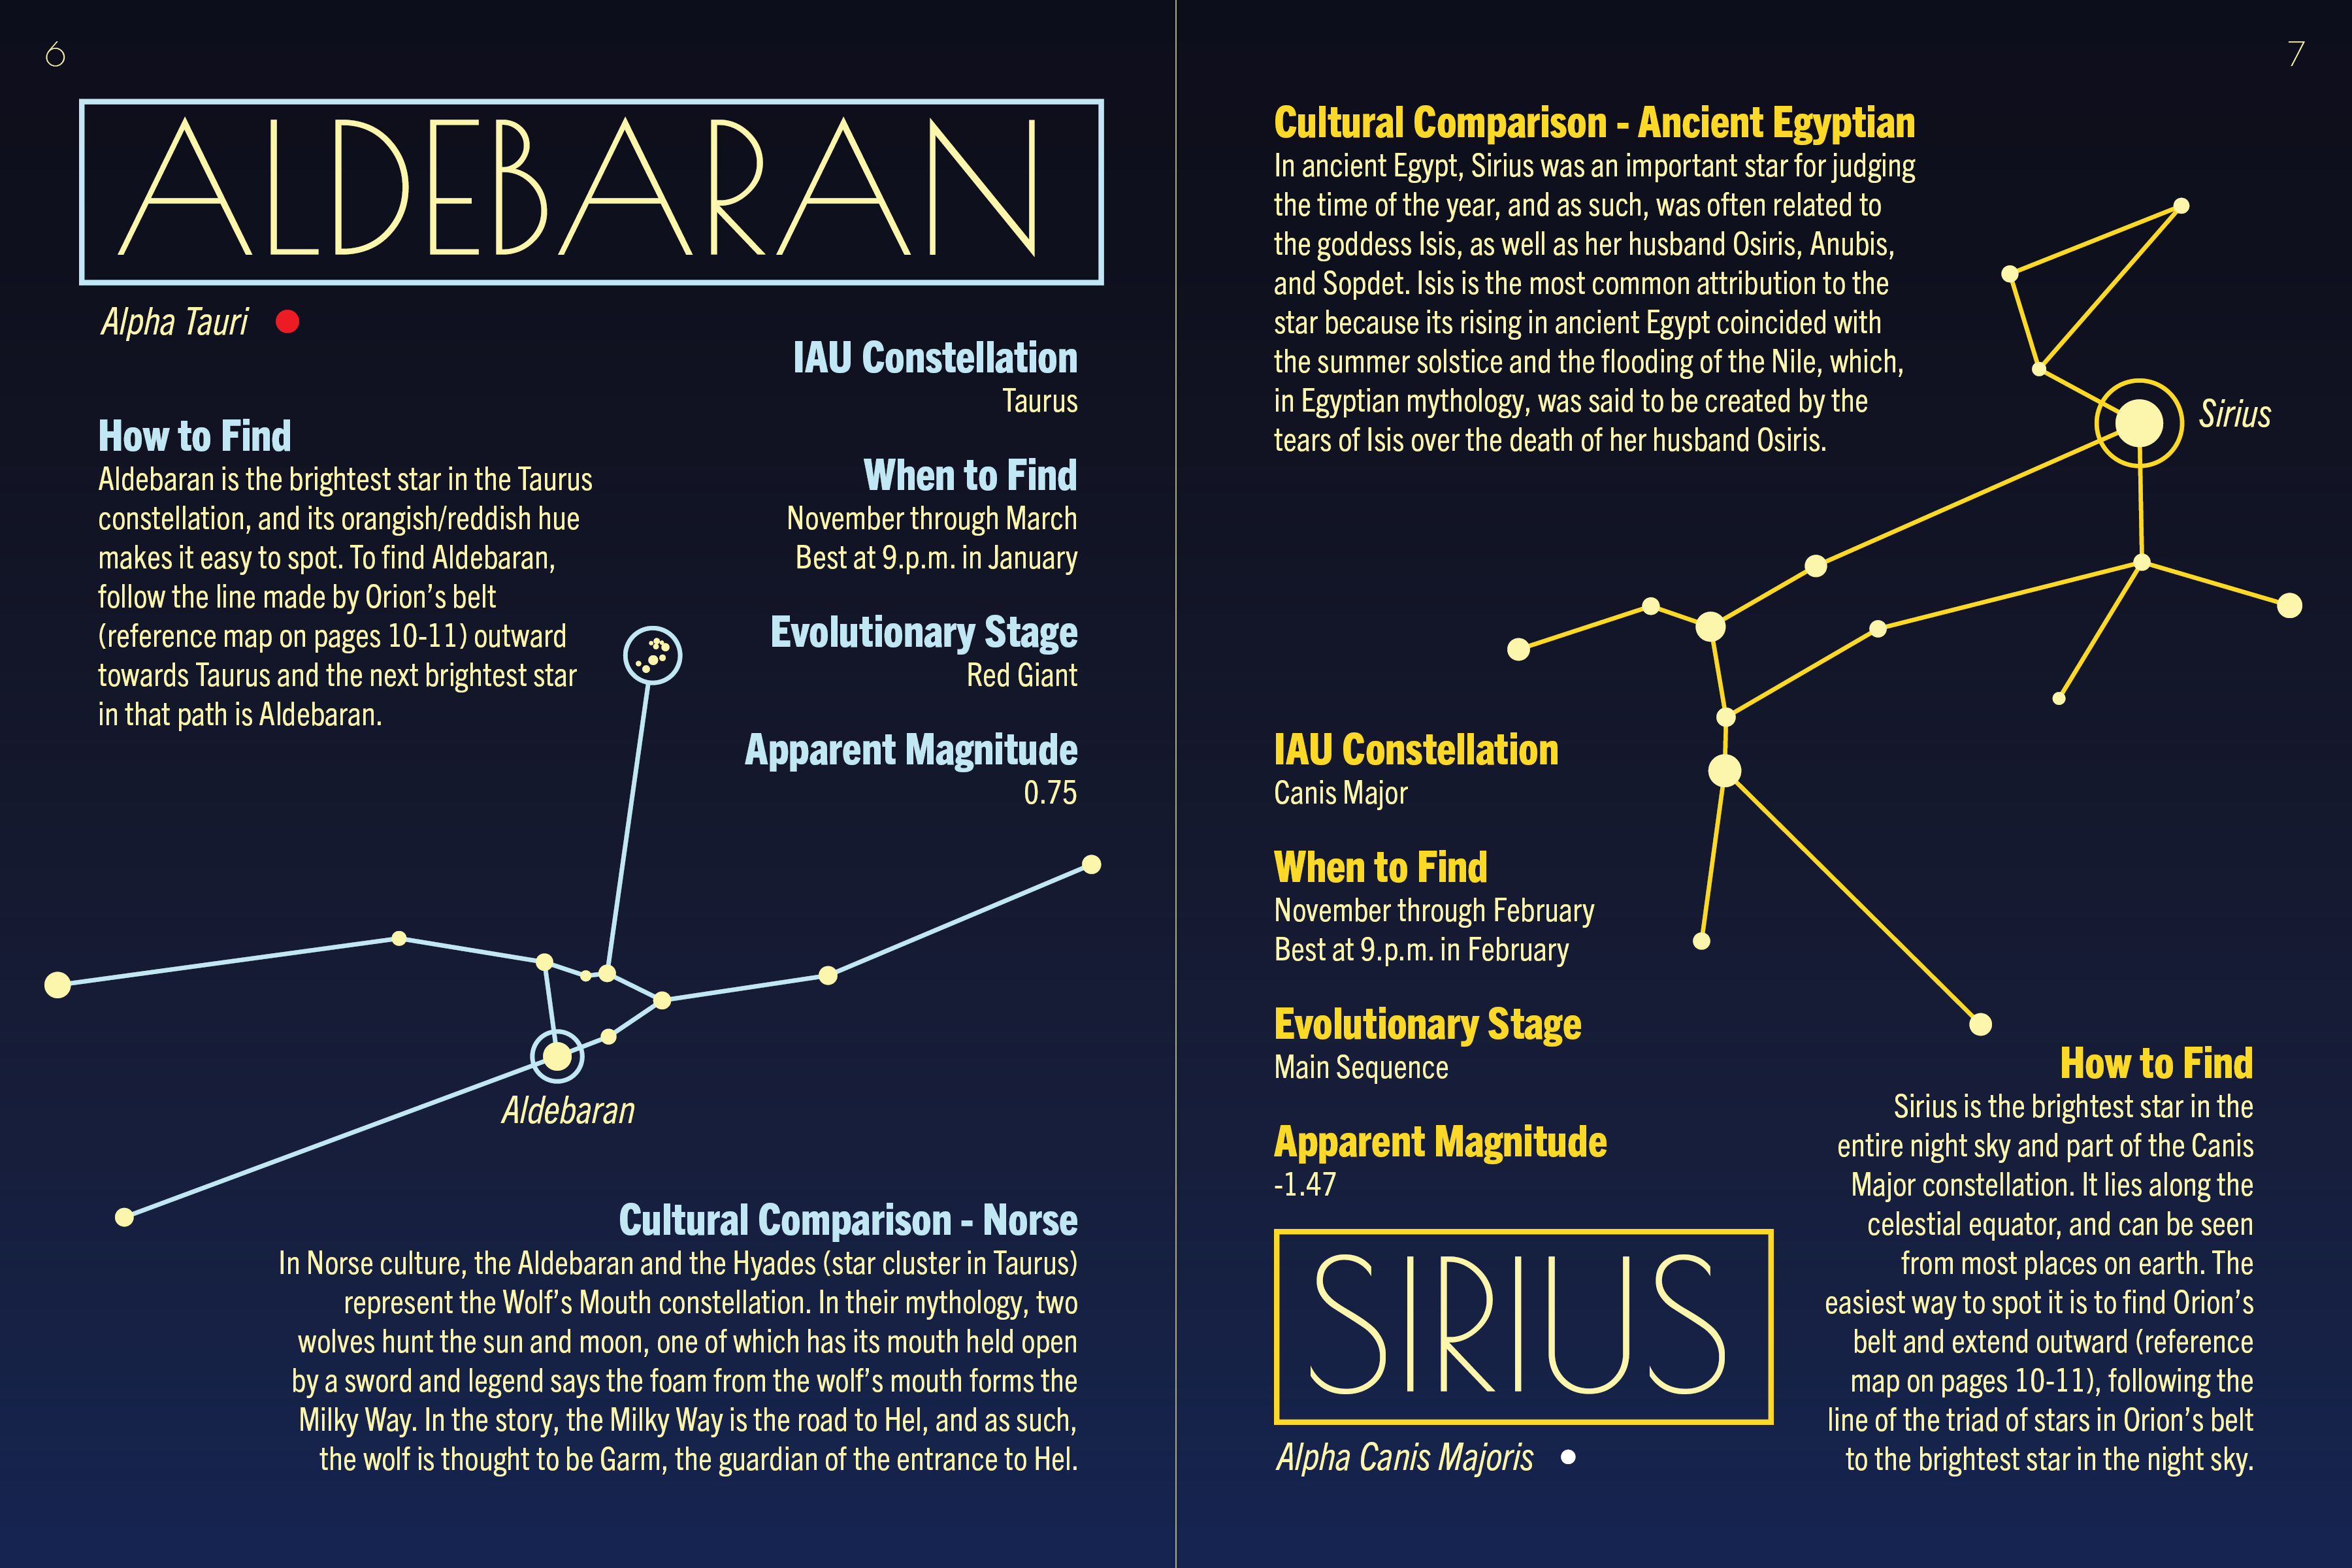 6
ALDEBARAN
Alpha Tauri
How to Find
Aldebaran is the brightest star in the Taurus
constellation, and its orangish/reddish hue
makes it easy to spot. To find Aldebaran,
follow the line made by Orion’s belt
(reference map on pages 10-11) outward
towards Taurus and the next brightest star
in that path is Aldebaran.
IAU Constellation
Taurus
When to Find
November through March
Best at 9.p.m. in January
Evolutionary Stage
Red Giant
Apparent Magnitude
0.75
Aldebaran
Cultural Comparison - Norse
In Norse culture, the Aldebaran and the Hyades (star cluster in Taurus)
represent the Wolf’s Mouth constellation. In their mythology, two
wolves hunt the sun and moon, one of which has its mouth held open
by a sword and legend says the foam from the wolf’s mouth forms the
Milky Way. In the story, the Milky Way is the road to Hel, and as such,
the wolf is thought to be Garm, the guardian of the entrance to Hel.
7
Cultural Comparison - Ancient Egyptian
In ancient Egypt, Sirius was an important star for judging
the time of the year, and as such, was often related to
the goddess Isis, as well as her husband Osiris, Anubis,
and Sopdet. Isis is the most common attribution to the
star because its rising in ancient Egypt coincided with
the summer solstice and the flooding of the Nile, which,
in Egyptian mythology, was said to be created by the
tears of Isis over the death of her husband Osiris.
Sirius
IAU Constellation
Canis Major
When to Find
November through February
Best at 9.p.m. in February
Evolutionary Stage
Main Sequence
Apparent Magnitude
-1.47
SIRIUS
Alpha Canis Majoris
How to Find
Sirius is the brightest star in the
entire night sky and part of the Canis
Major constellation. It lies along the
celestial equator, and can be seen
from most places on earth. The
easiest way to spot it is to find Orion’s
belt and extend outward (reference
map on pages 10-11), following the
line of the triad of stars in Orion’s belt
to the brightest star in the night sky.